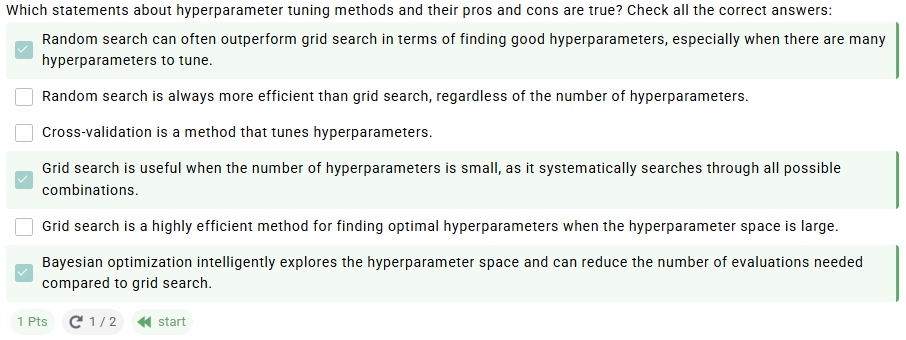 Which statements about hyperparameter tuning methods and their pros and cons are true? Check all the correct answers:
Random search can often outperform grid search in terms of finding good hyperparameters, especially when there are many
hyperparameters to tune.
Random search is always more efficient than grid search, regardless of the number of hyperparameters.
Cross-validation is a method that tunes hyperparameters.
Grid search is useful when the number of hyperparameters is small, as it systematically searches through all possible
combinations.
Grid search is a highly efficient method for finding optimal hyperparameters when the hyperparameter space is large.
Bayesian optimization intelligently explores the hyperparameter space and can reduce the number of evaluations needed
compared to grid search.
1 Pts 1 / 2 start